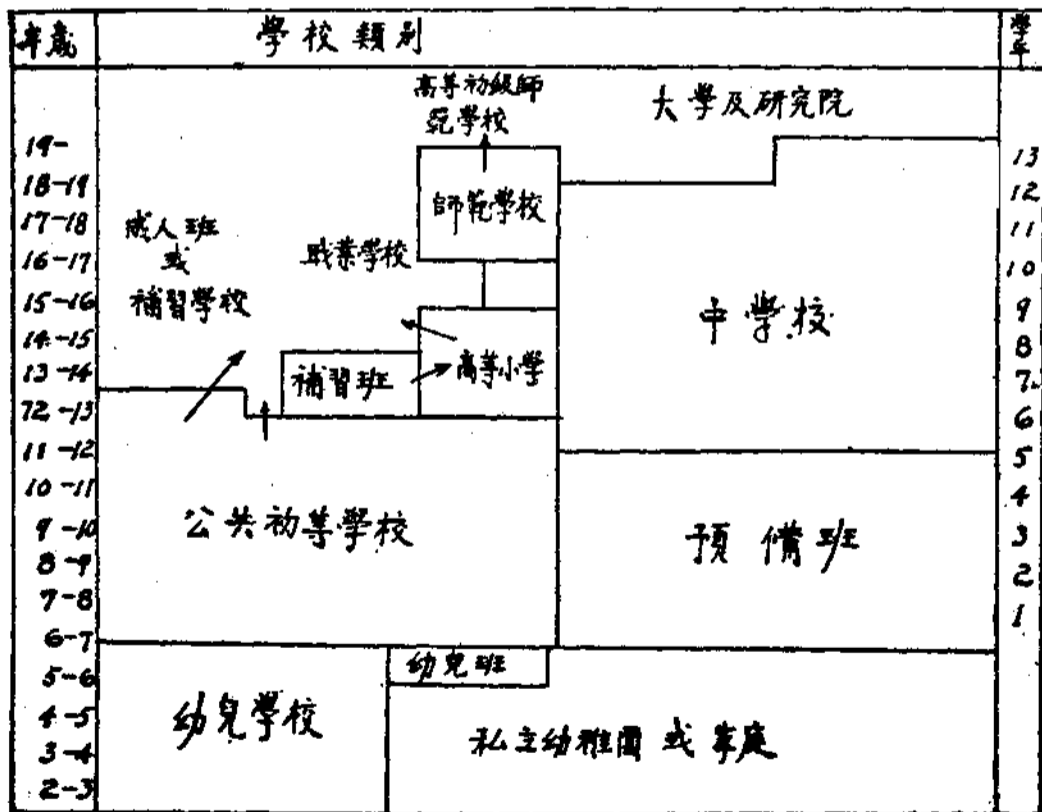 年歲 學校類別 學年
高等初級師
範學校
大學及研究院
19- 13
18-19 12
師範學校
17-18 11
成人班
或
補習學校
職業學校
16-17 10
15-16 9
中學校
14-15 8
13-14 7
補習班
高等小學
72-13 6
11-12 5
10-11 4
公共初等學校
預備班
9-10 3
8-9 2
7-8 1
6-7
幼兒班
5-6
幼兒學校
4-5
私立幼稚園或家庭
3-4
2-3